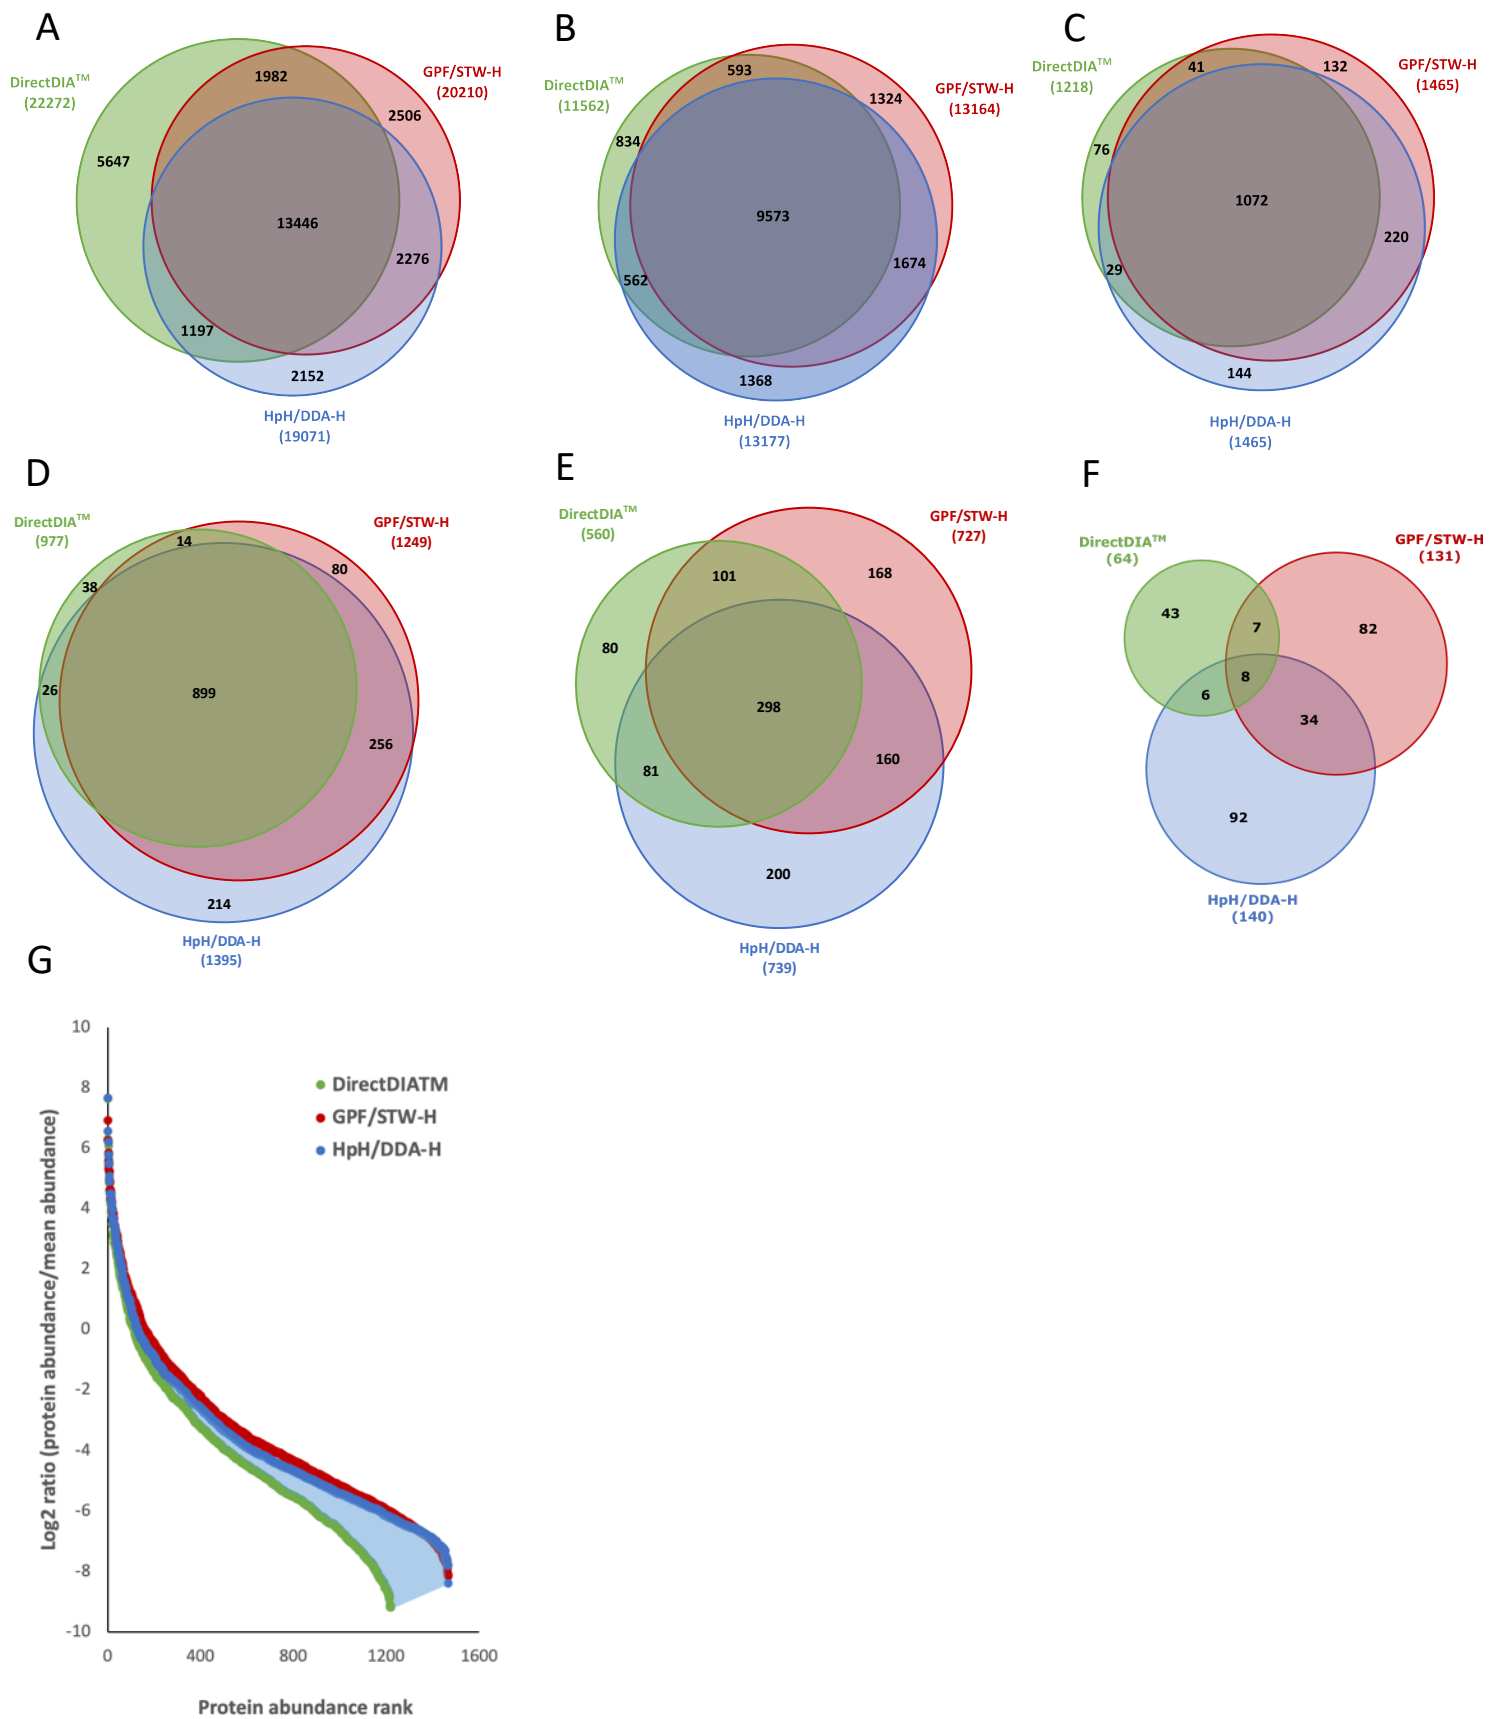 A
DirectDIA™
(22272)
GPF/STW-H
(20210)
1982
2506
5647
13446
2276
1197
2152
HpH/DDA-H
(19071)
B
DirectDIA™
(11562)
GPF/STW-H
(13164)
593
1324
834
9573
562
1674
1368
HpH/DDA-H
(13177)
C
DirectDIA™
(1218)
GPF/STW-H
(1465)
41
132
76
1072
220
29
144
HpH/DDA-H
(1465)
D
DirectDIA™
(977)
GPF/STW-H
(1249)
14
80
38
26
899
256
214
HpH/DDA-H
(1395)
E
DirectDIA™
(560)
GPF/STW-H
(727)
101
168
80
298
160
81
200
HpH/DDA-H
(739)
F
DirectDIA™
(64)
GPF/STW-H
(131)
43
7
82
8
6
34
92
HpH/DDA-H
(140)
G
Log2 ratio (protein abundance/mean abundance)
10
8
6
4
2
0
-2
-4
-6
-8
-10
DirectDIATM
GPF/STW-H
HpH/DDA-H
0 400 800 1200 1600
Protein abundance rank